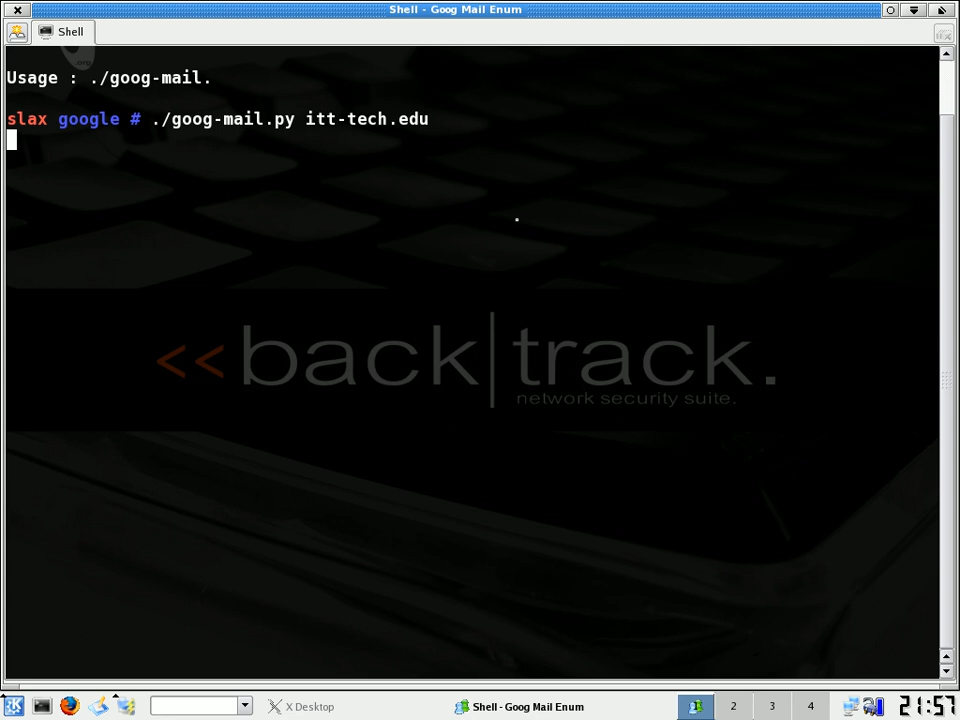 Shell - Goog Mail Enum
Shell
Usage : ./goog-mail.
slax google # ./goog-mail.py itt-tech.edu
<<back|track.
network security suite.
X Desktop
Shell - Goog Mail Enum
2
3
4
21:57